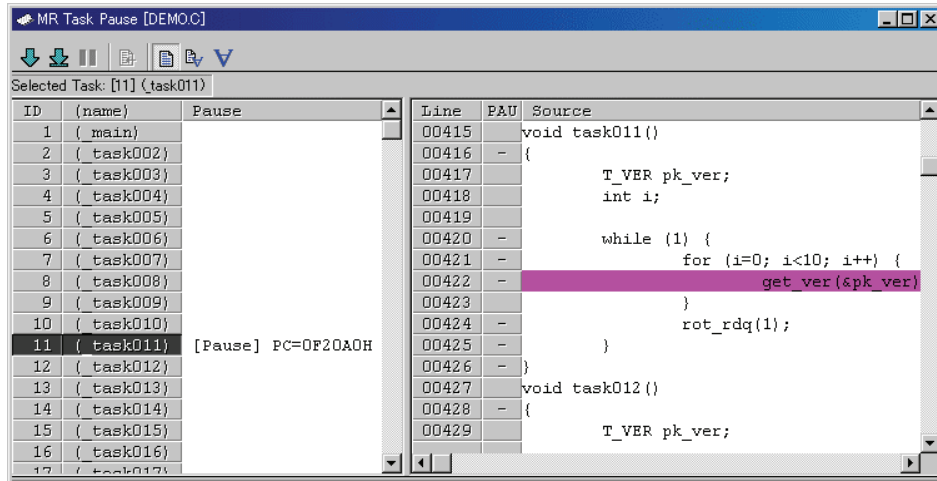 MR Task Pause [DEMO.C]
Selected Task: [11] (_task011)
ID (name) Pause
1 (_main)
2 (_task002)
3 (_task003)
4 (_task004)
5 (_task005)
6 (_task006)
7 (_task007)
8 (_task008)
9 (_task009)
10 (_task010)
11 (_task011) [Pause] PC=0F20A0H
12 (_task012)
13 (_task013)
14 (_task014)
15 (_task015)
16 (_task016)
17 (_task017)
Line PAU Source
00415 void task011()
00416 - {
00417 T_VER pk_ver;
00418 int i;
00419
00420 - while (1) {
00421 - for (i=0; i<10; i++) {
00422 - get_ver(&pk_ver)
00423 }
00424 - rot_rdq(1);
00425 - }
00426 - }
00427 void task012()
00428 - {
00429 T_VER pk_ver;